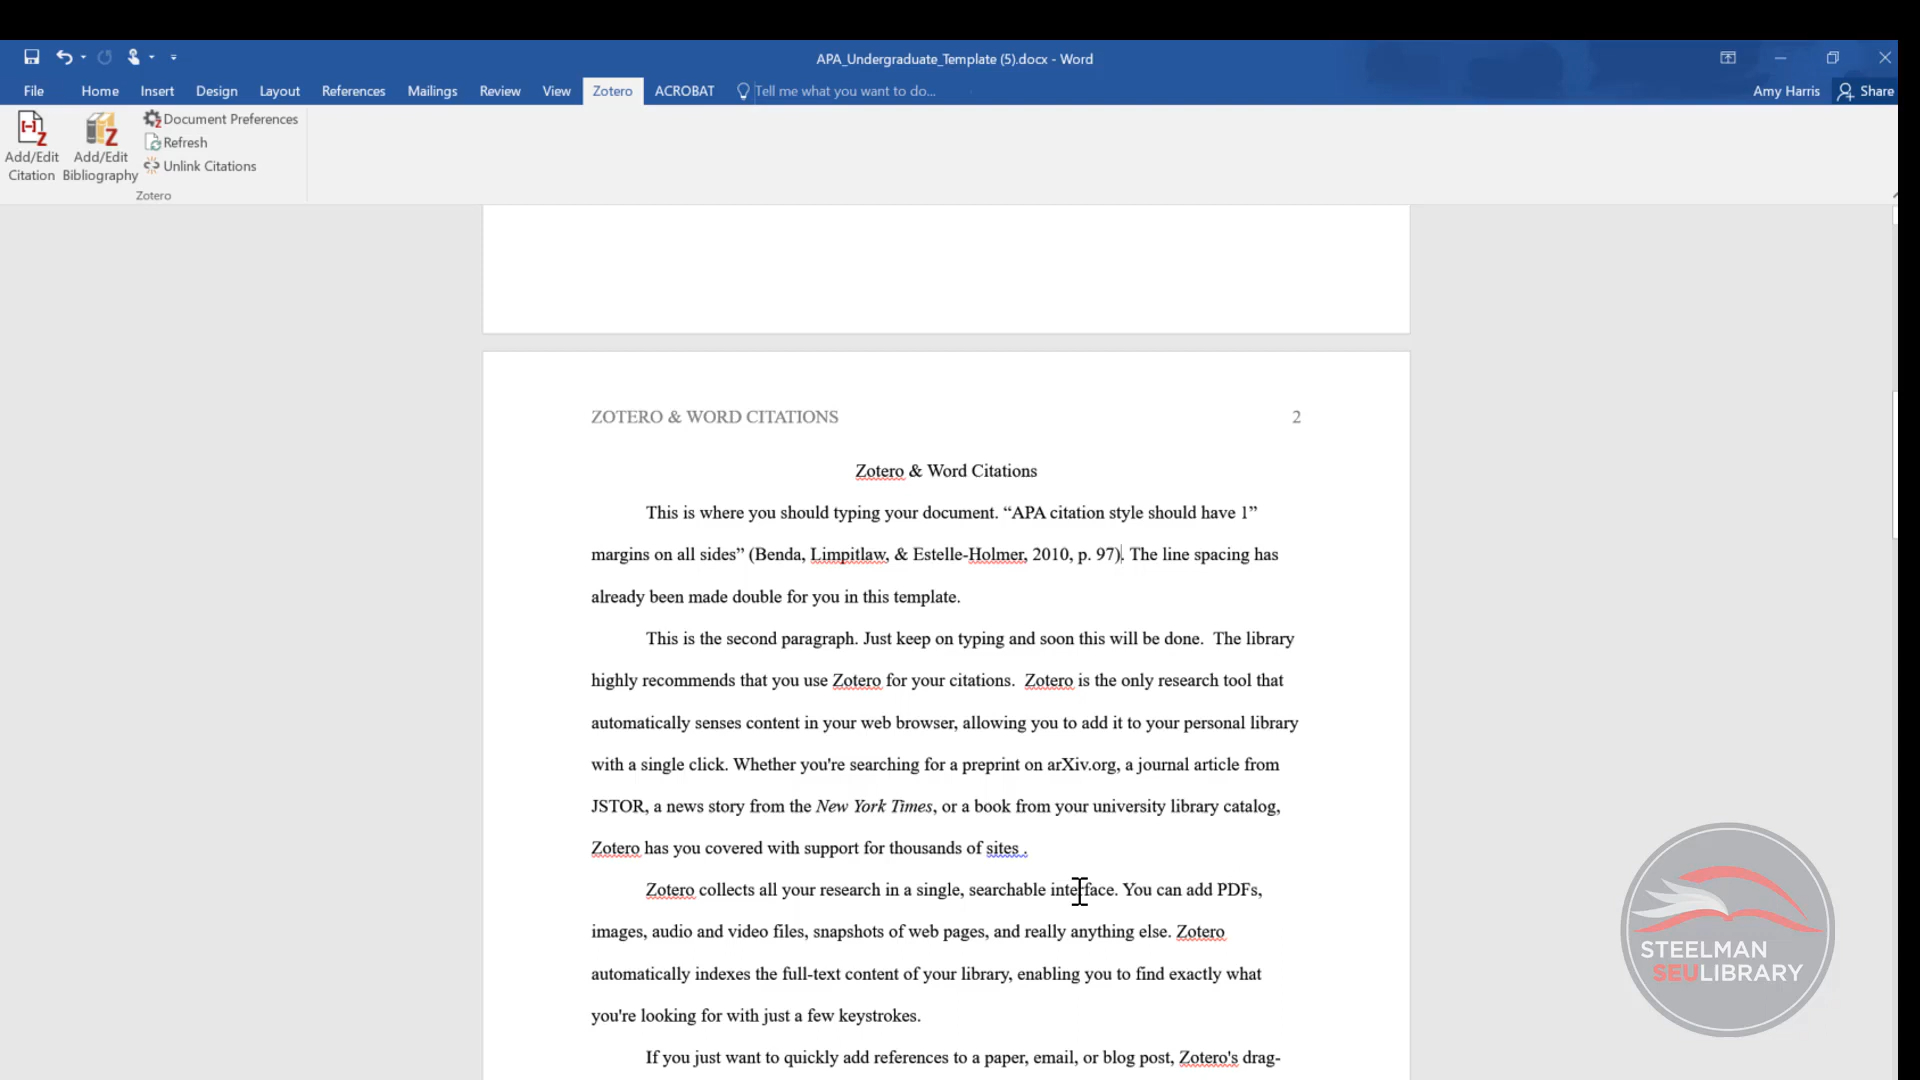 APA_Undergraduate_Template (5).docx - Word
File Home Insert Design Layout References Mailings Review View Zotero ACROBAT Tell me what you want to do... Amy Harris Share
Add/Edit Citation
Add/Edit Bibliography
Document Preferences
Refresh
Unlink Citations
Zotero
ZOTERO & WORD CITATIONS 2
Zotero & Word Citations
This is where you should typing your document. “APA citation style should have 1”
margins on all sides” (Benda, Limpitlaw, & Estelle-Holmer, 2010, p. 97). The line spacing has
already been made double for you in this template.
This is the second paragraph. Just keep on typing and soon this will be done.  The library
highly recommends that you use Zotero for your citations.  Zotero is the only research tool that
automatically senses content in your web browser, allowing you to add it to your personal library
with a single click. Whether you're searching for a preprint on arXiv.org, a journal article from
JSTOR, a news story from the New York Times, or a book from your university library catalog,
Zotero has you covered with support for thousands of sites .
Zotero collects all your research in a single, searchable interface. You can add PDFs,
images, audio and video files, snapshots of web pages, and really anything else. Zotero
automatically indexes the full-text content of your library, enabling you to find exactly what
you're looking for with just a few keystrokes.
If you just want to quickly add references to a paper, email, or blog post, Zotero's drag-
STEELMAN
SEULIBRARY